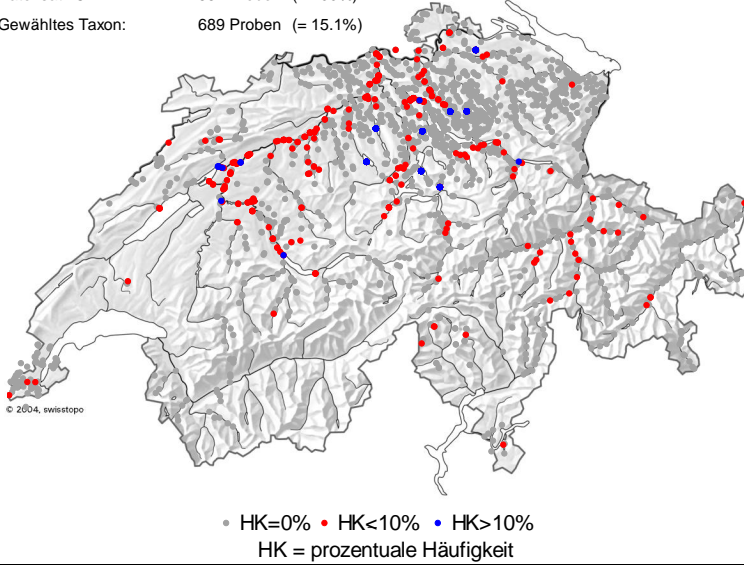 Gewähltes Taxon: 689 Proben (= 15.1%)
© 2004, swisstopo
HK=0% HK<10% HK>10%
HK = prozentuale Häufigkeit